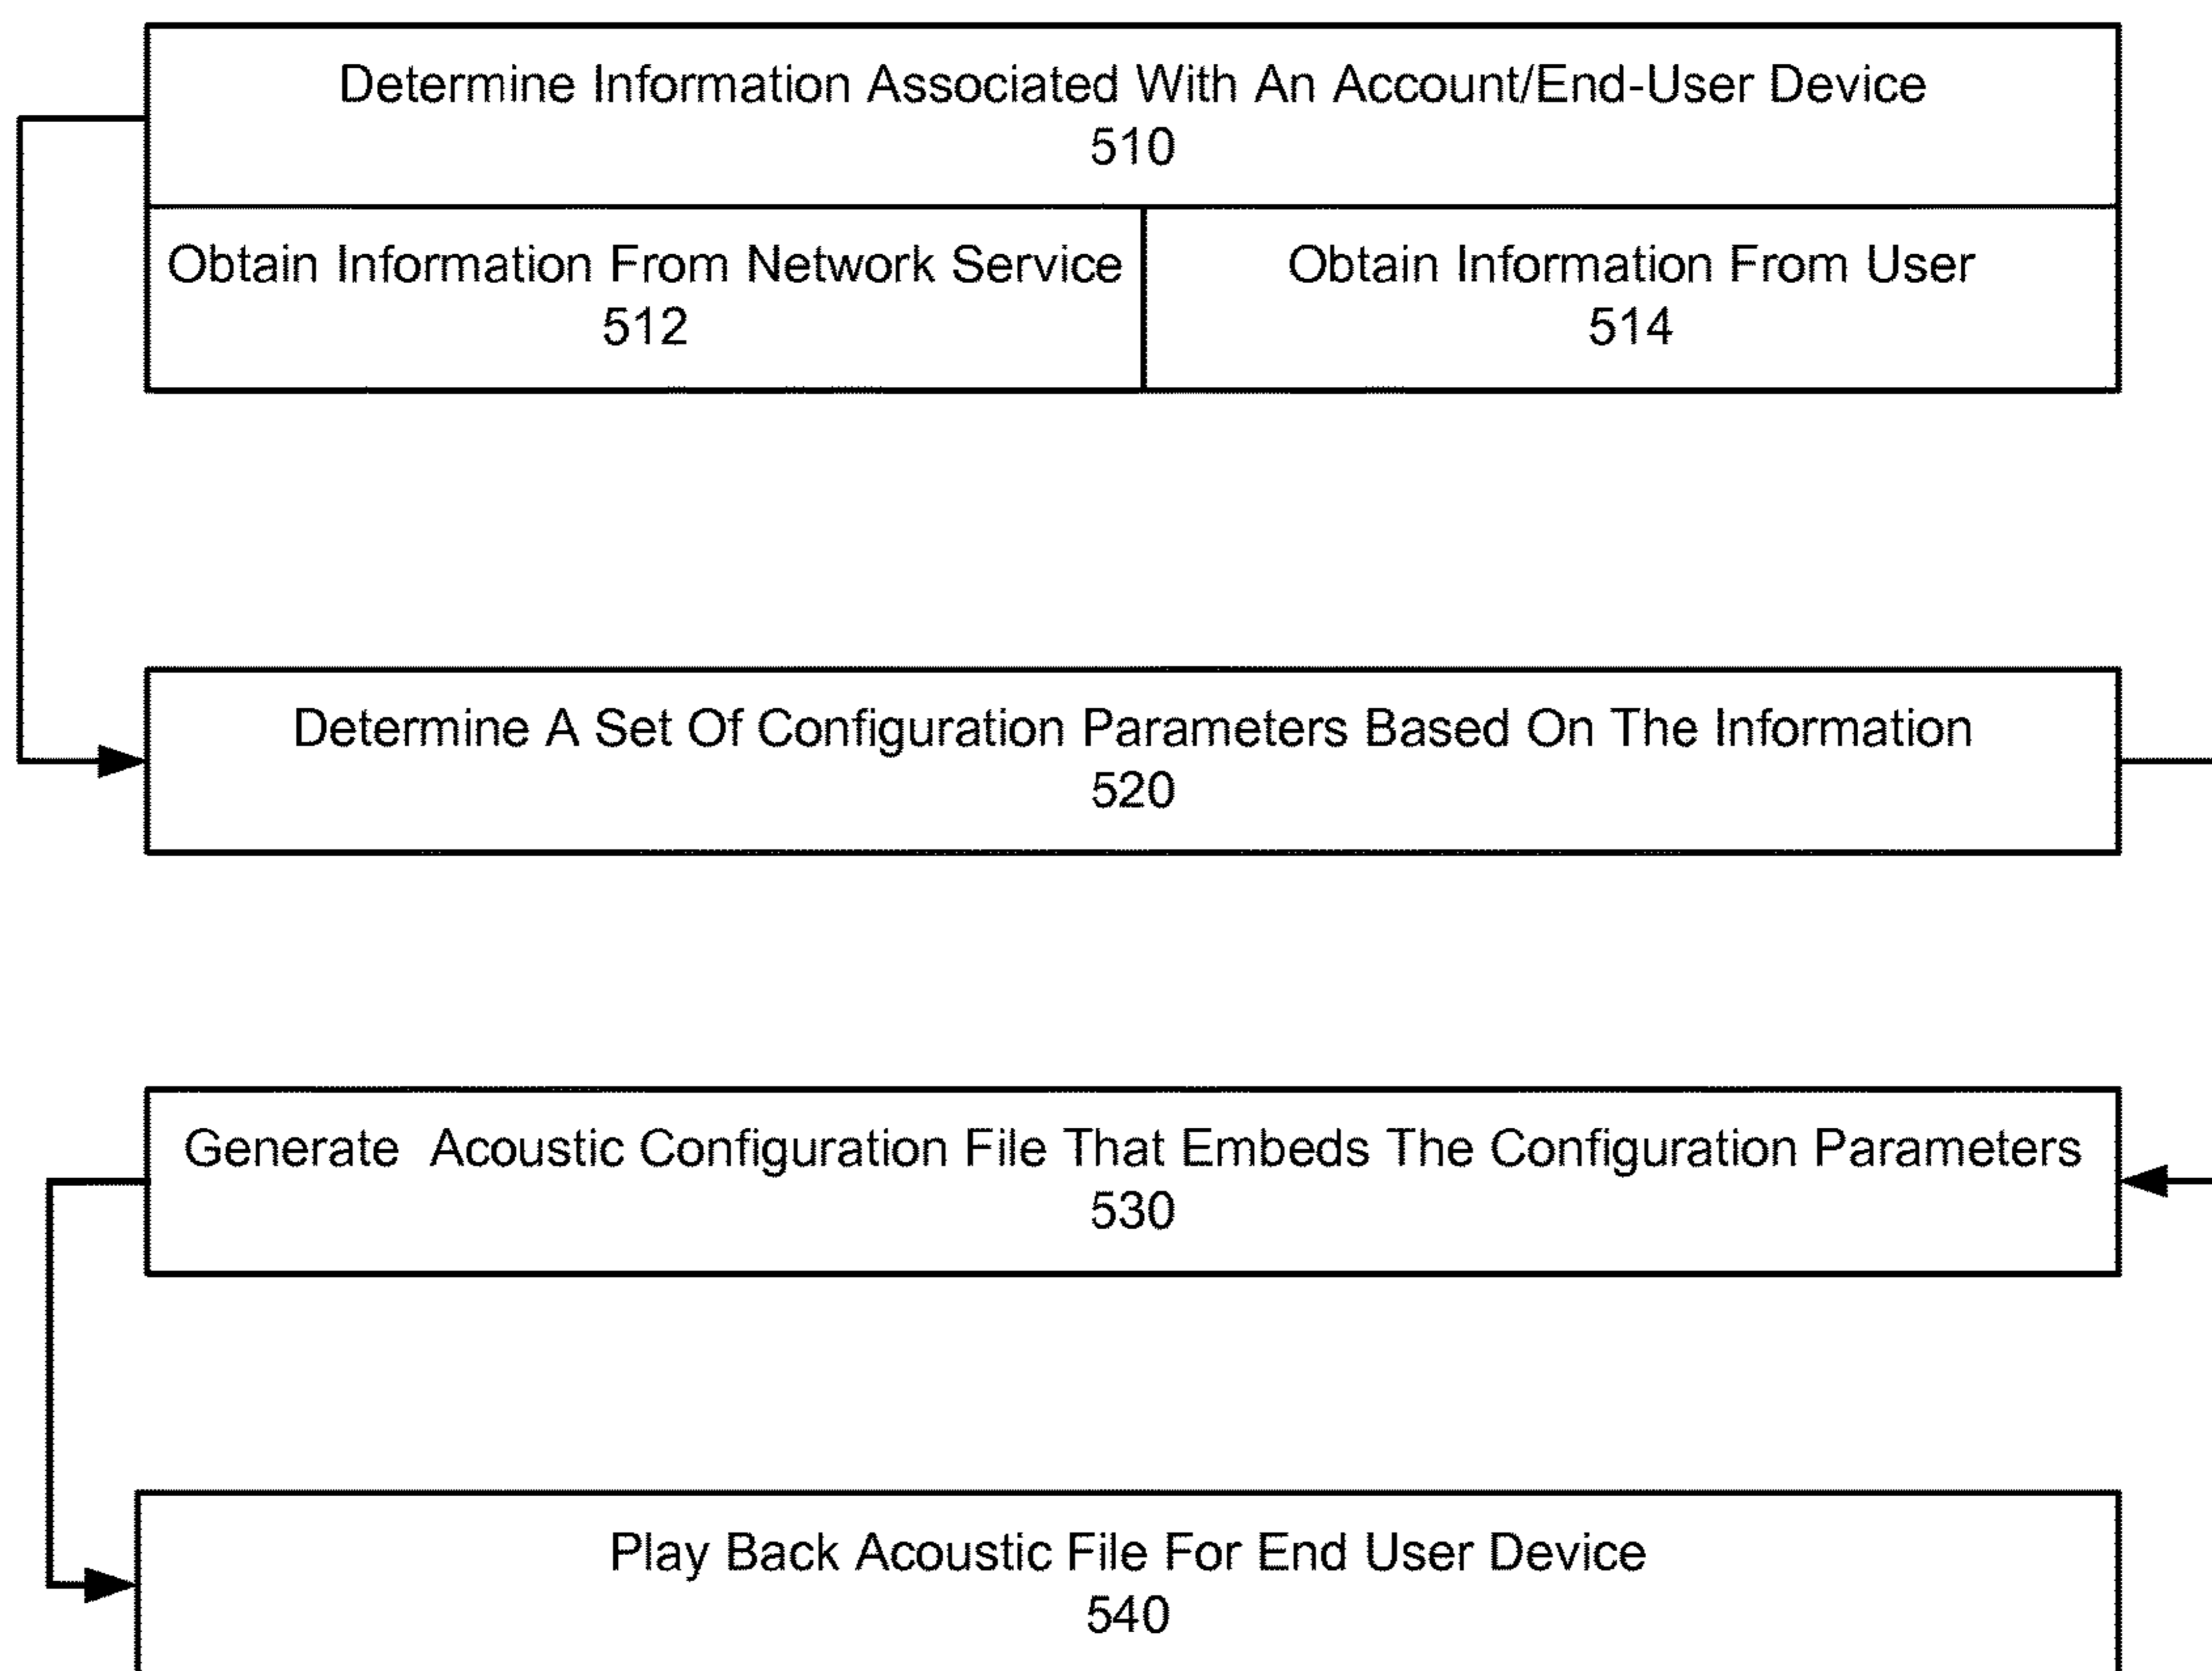 Determine Information Associated With An Account/End-User Device
510
Obtain Information From Network Service
512
Obtain Information From User
514
Determine A Set Of Configuration Parameters Based On The Information
520
Generate Acoustic Configuration File That Embeds The Configuration Parameters
530
Play Back Acoustic File For End User Device
540